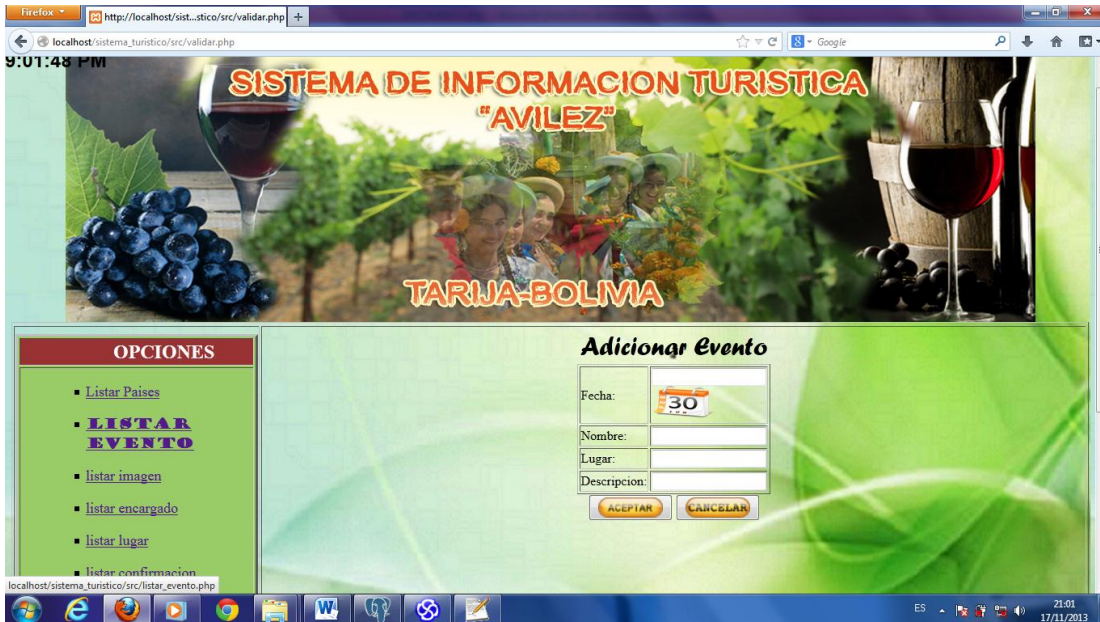 Firefox
http://localhost/sist...stico/src/validar.php
localhost/sistema_turistico/src/validar.php
Google
9:01:48 PM
SISTEMA DE INFORMACION TURISTICA
"AVILEZ"
TARIJA-BOLIVIA
OPCIONES
Listar Paises
LISTAR
EVENTO
listar imagen
listar encargado
listar lugar
listar confirmacion
Adicionar Evento
Fecha:
30
Nombre:
Lugar:
Descripcion:
ACEPTAR CANCELAR
localhost/sistema_turistico/src/listar_evento.php
ES
21:01
17/11/2013